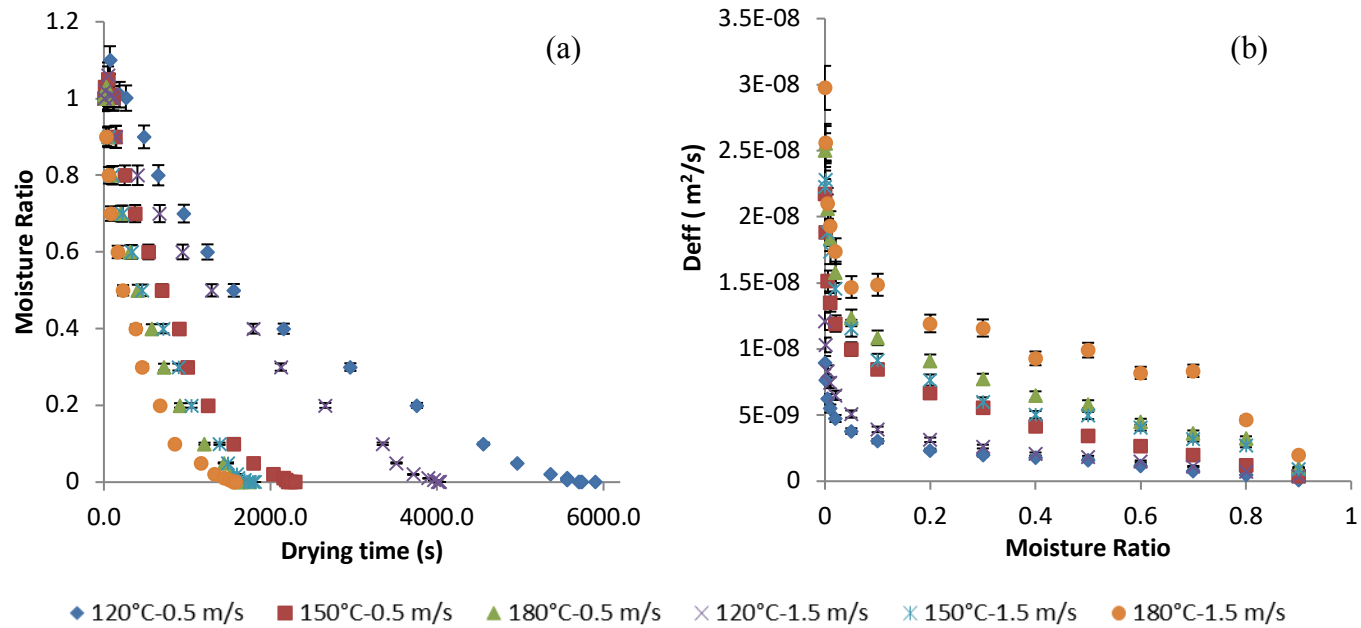 (a)
Moisture Ratio
1.2
1
0.8
0.6
0.4
0.2
0
0.0 2000.0 4000.0 6000.0
Drying time (s)
(b)
Deff ( m²/s)
3.5E-08
3E-08
2.5E-08
2E-08
1.5E-08
1E-08
5E-09
0
0 0.2 0.4 0.6 0.8 1
Moisture Ratio
120°C-0.5 m/s 150°C-0.5 m/s 180°C-0.5 m/s 120°C-1.5 m/s 150°C-1.5 m/s 180°C-1.5 m/s